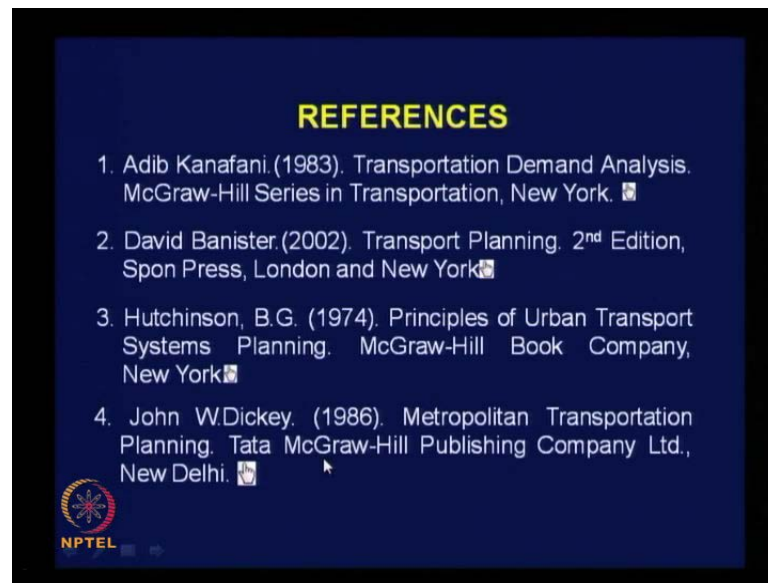 REFERENCES
1. Adib Kanafani.(1983). Transportation Demand Analysis.
McGraw-Hill Series in Transportation, New York.
2. David Banister.(2002). Transport Planning. 2nd Edition,
Spon Press, London and New York
3. Hutchinson, B.G. (1974). Principles of Urban Transport
Systems Planning. McGraw-Hill Book Company,
New York
4. John W.Dickey. (1986). Metropolitan Transportation
Planning. Tata McGraw-Hill Publishing Company Ltd.,
New Delhi.
NPTEL